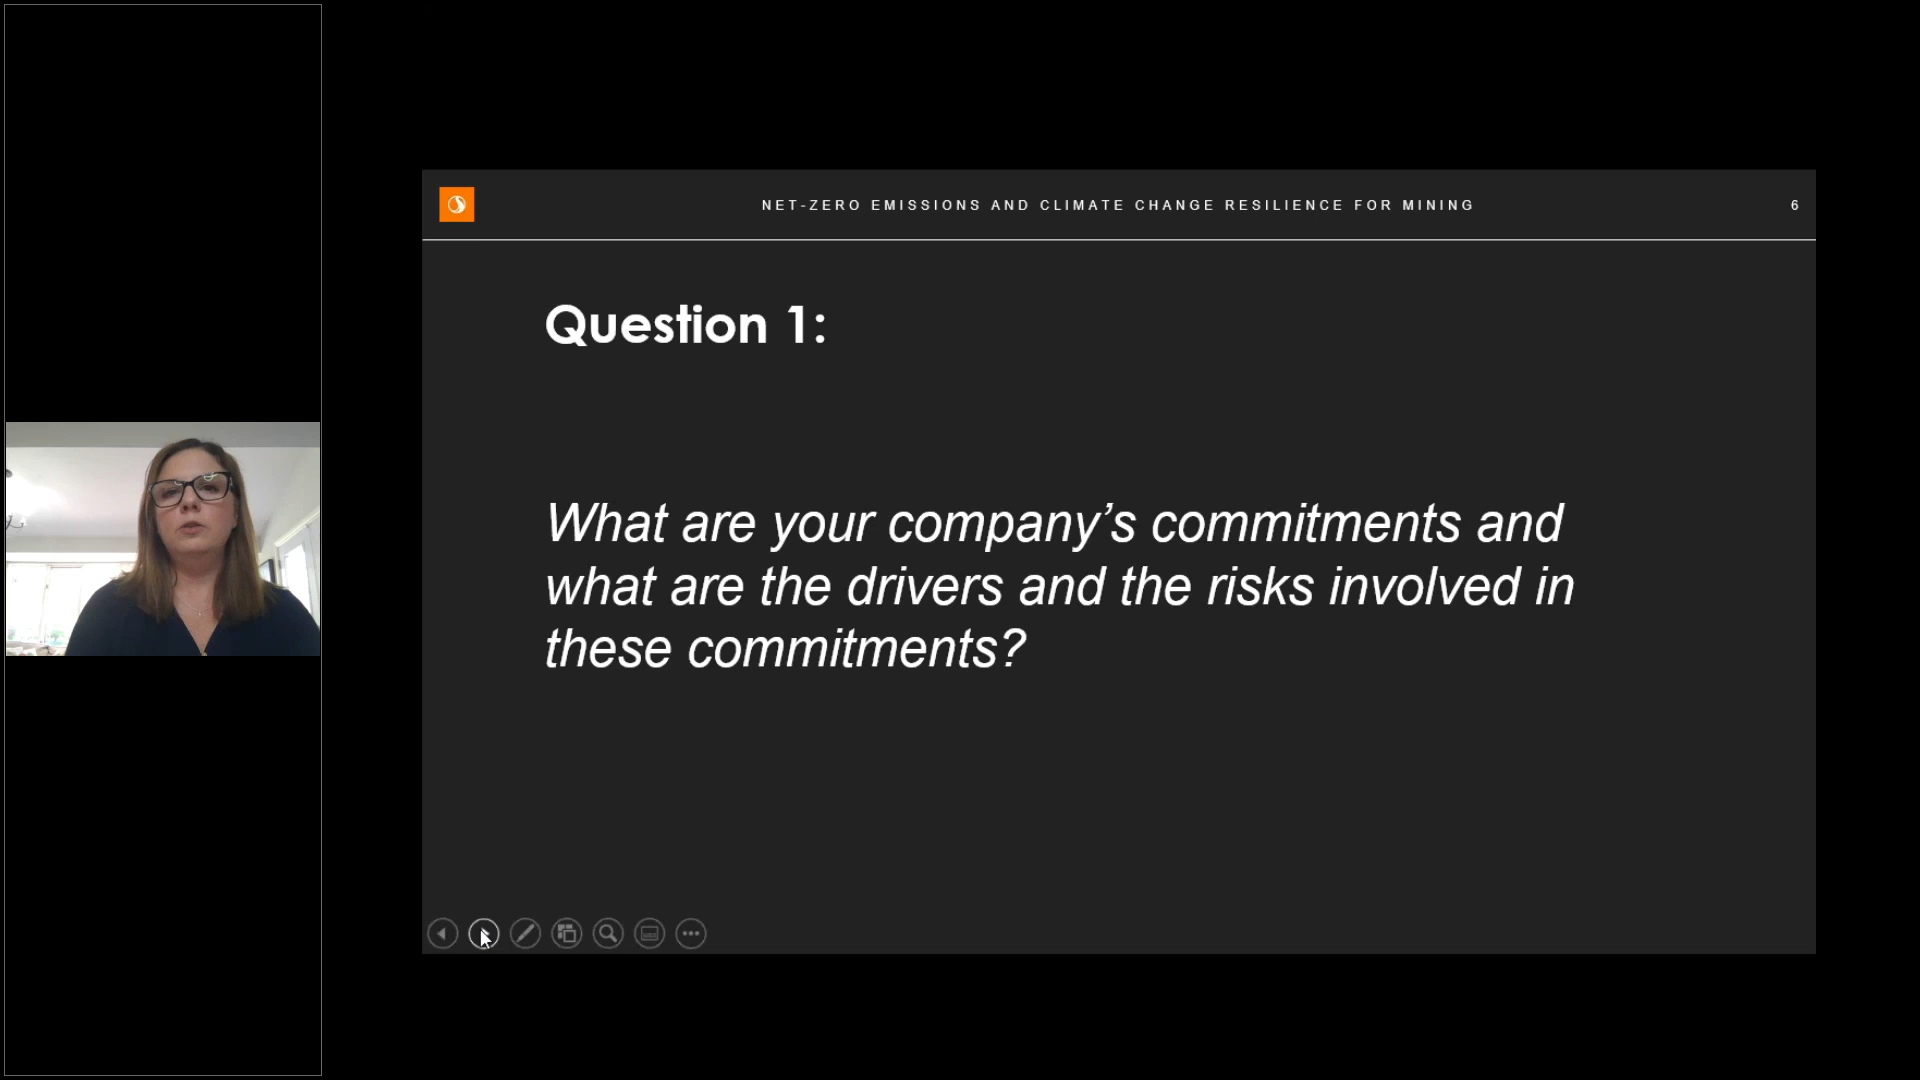 NET-ZERO EMISSIONS AND CLIMATE CHANGE RESILIENCE FOR MINING
6
Question 1:
What are your company’s commitments and
what are the drivers and the risks involved in
these commitments?